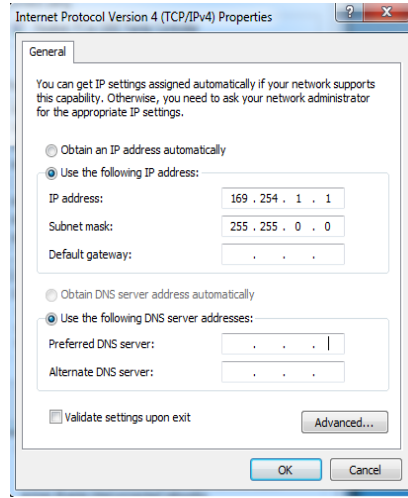 Internet Protocol Version 4 (TCP/IPv4) Properties
General
You can get IP settings assigned automatically if your network supports
this capability. Otherwise, you need to ask your network administrator
for the appropriate IP settings.
Obtain an IP address automatically
Use the following IP address:
IP address: 169 . 254 . 1 . 1
Subnet mask: 255 . 255 . 0 . 0
Default gateway: . . .
Obtain DNS server address automatically
Use the following DNS server addresses:
Preferred DNS server: . . .
Alternate DNS server: . . .
Validate settings upon exit
Advanced...
OK Cancel